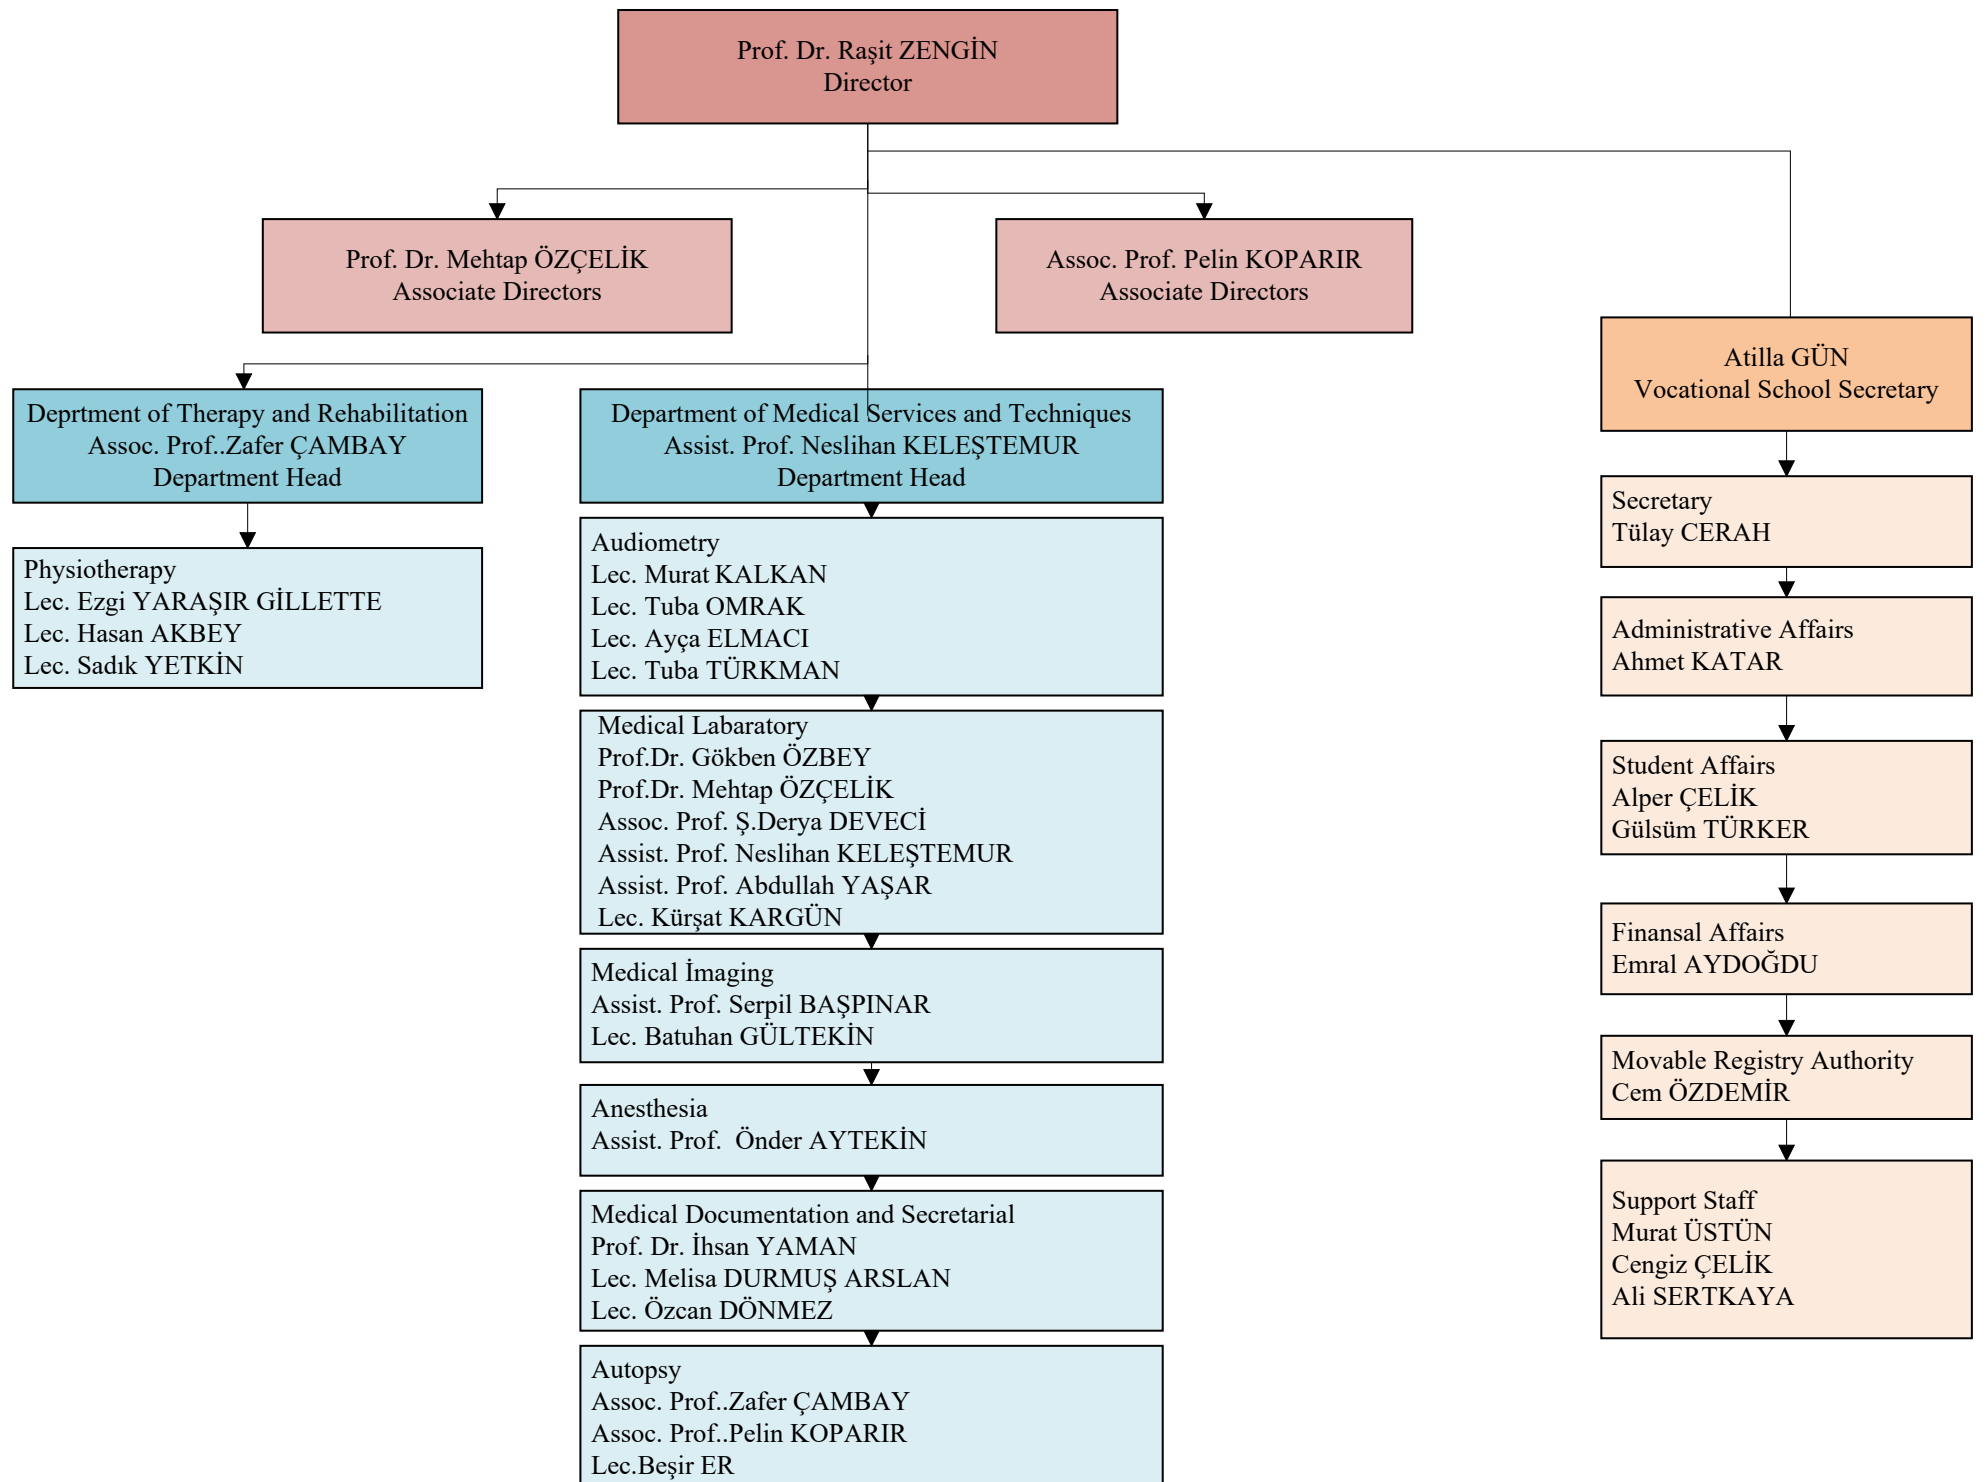 Prof. Dr. Raşit ZENGİN
Director
Prof. Dr. Mehtap ÖZÇELİK
Associate Directors
Assoc. Prof. Pelin KOPARIR
Associate Directors
Atilla GÜN
Vocational School Secretary
Deprtment of Therapy and Rehabilitation
Assoc. Prof..Zafer ÇAMBAY
Department Head
Department of Medical Services and Techniques
Assist. Prof. Neslihan KELEŞTEMUR
Department Head
Physiotherapy
Lec. Ezgi YARAŞIR GİLLETTE
Lec. Hasan AKBEY
Lec. Sadık YETKİN
Audiometry
Lec. Murat KALKAN
Lec. Tuba OMRAK
Lec. Ayça ELMACI
Lec. Tuba TÜRKMAN
Medical Labaratory
Prof.Dr. Gökben ÖZBEY
Prof.Dr. Mehtap ÖZÇELİK
Assoc. Prof. Ş.Derya DEVECİ
Assist. Prof. Neslihan KELEŞTEMUR
Assist. Prof. Abdullah YAŞAR
Lec. Kürşat KARGÜN
Medical İmaging
Assist. Prof. Serpil BAŞPINAR
Lec. Batuhan GÜLTEKİN
Anesthesia
Assist. Prof.  Önder AYTEKİN
Medical Documentation and Secretarial
Prof. Dr. İhsan YAMAN
Lec. Melisa DURMUŞ ARSLAN
Lec. Özcan DÖNMEZ
Autopsy
Assoc. Prof..Zafer ÇAMBAY
Assoc. Prof..Pelin KOPARIR
Lec.Beşir ER
Secretary
Tülay CERAH
Administrative Affairs
Ahmet KATAR
Student Affairs
Alper ÇELİK
Gülsüm TÜRKER
Finansal Affairs
Emral AYDOĞDU
Movable Registry Authority
Cem ÖZDEMİR
Support Staff
Murat ÜSTÜN
Cengiz ÇELİK
Ali SERTKAYA